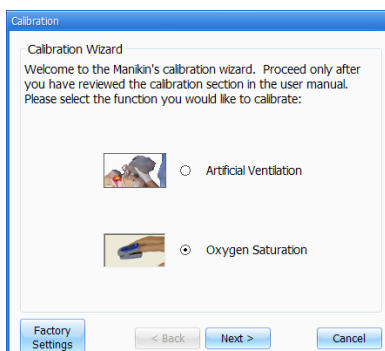 Calibration
Calibration Wizard
Welcome to the Manikin's calibration wizard. Proceed only after
you have reviewed the calibration section in the user manual.
Please select the function you would like to calibrate:
Artificial Ventilation
Oxygen Saturation
Factory
Settings
< Back
Next >
Cancel